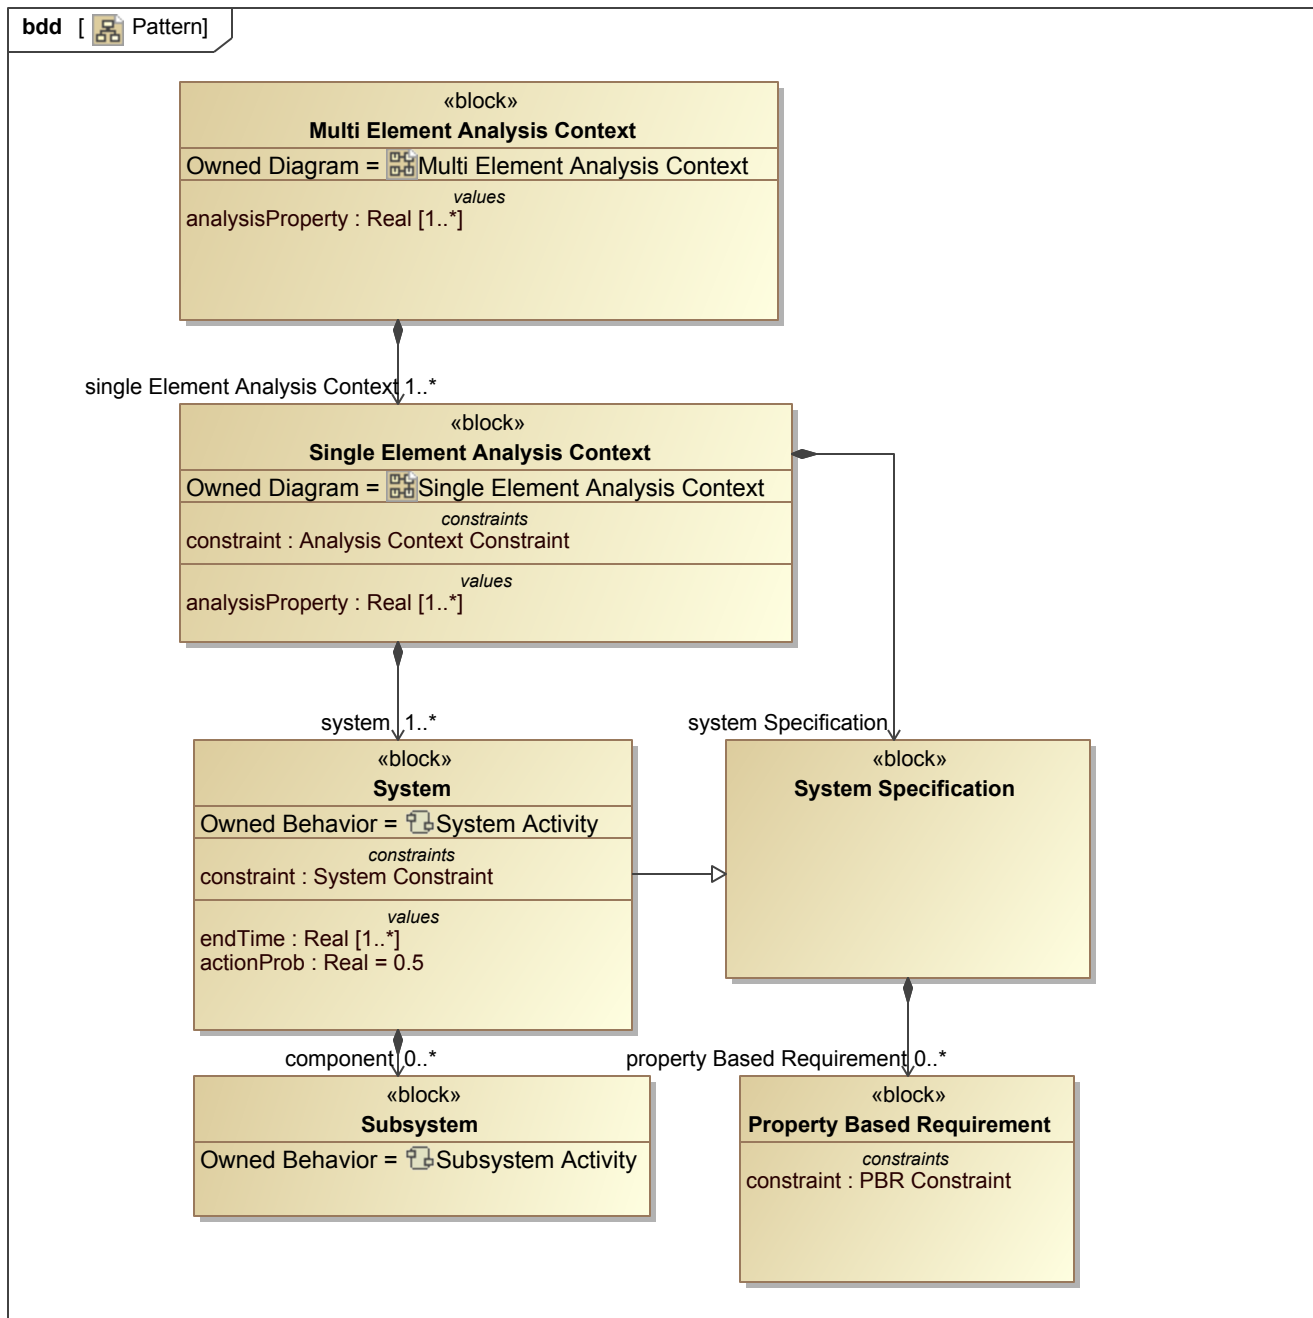 bdd [ Pattern]
«block»
Multi Element Analysis Context
Owned Diagram = Multi Element Analysis Context
values
analysisProperty : Real [1..*]
single Element Analysis Context 1..*
«block»
Single Element Analysis Context
Owned Diagram = Single Element Analysis Context
constraints
constraint : Analysis Context Constraint
values
analysisProperty : Real [1..*]
system 1..*
system Specification
«block»
System
Owned Behavior = System Activity
constraints
constraint : System Constraint
values
endTime : Real [1..*]
actionProb : Real = 0.5
«block»
System Specification
component 0..*
property Based Requirement 0..*
«block»
Subsystem
Owned Behavior = Subsystem Activity
«block»
Property Based Requirement
constraints
constraint : PBR Constraint